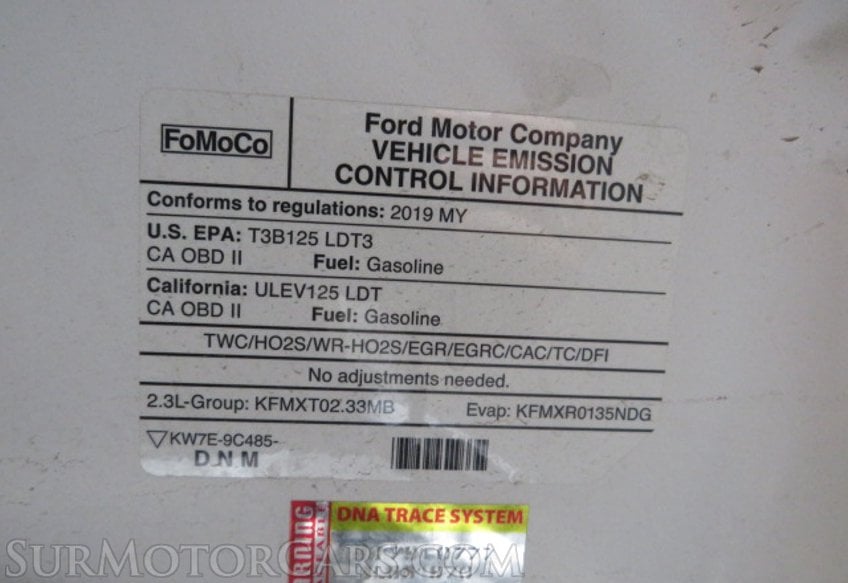 FoMoCo
Ford Motor Company
VEHICLE EMISSION
CONTROL INFORMATION
Conforms to regulations: 2019 MY
U.S. EPA: T3B125 LDT3
CA OBD II Fuel: Gasoline
California: ULEV125 LDT
CA OBD II Fuel: Gasoline
TWC/HO2S/WR-HO2S/EGR/EGRC/CAC/TC/DFI
No adjustments needed.
2.3L-Group: KFMXT02.33MB Evap: KFMXR0135NDG
KW7E-9C485-
DNM
DNA TRACE SYSTEM
SURMOTORCARS.COM